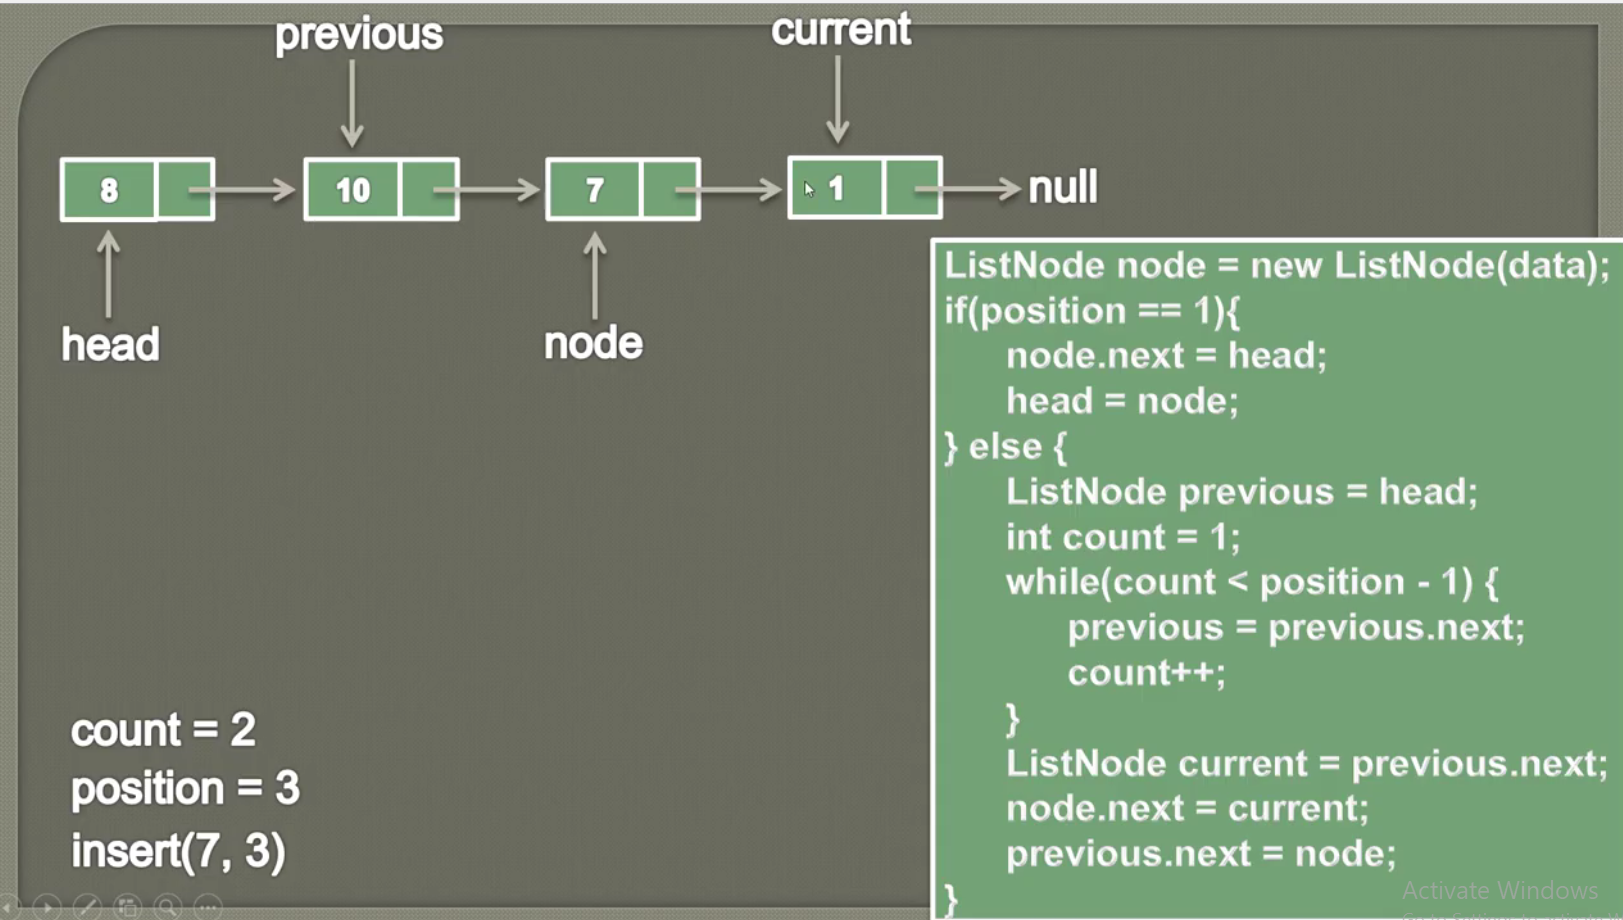 previous
current
8
10
7
1
null
head
node
ListNode node = new ListNode(data);
if(position == 1){
node.next = head;
head = node;
} else {
ListNode previous = head;
int count = 1;
while(count < position - 1) {
previous = previous.next;
count++;
}
ListNode current = previous.next;
node.next = current;
previous.next = node;
}
count = 2
position = 3
insert(7, 3)
Activate Windows